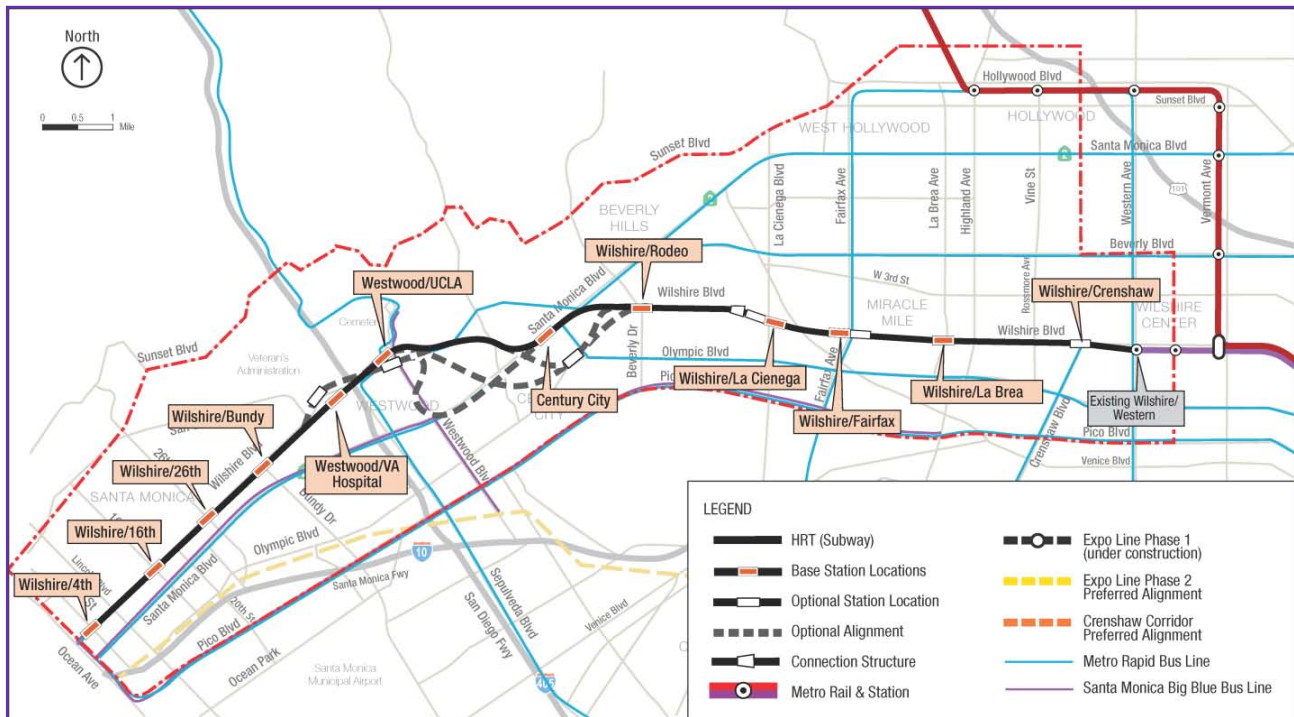 North
0 0.5 1
Mile
Hollywood Blvd
Sunset Blvd
HOLLYWOOD
WEST HOLLYWOOD
Santa Monica Blvd
Sunset Blvd
101
La Cienega Blvd
Fairfax Ave
La Brea Ave
Highland Ave
Vine St
Western Ave
Vermont Ave
BEVERLY
HILLS
Beverly Blvd
Wilshire/Rodeo
W 3rd St
Rossmore Ave
Westwood/UCLA
Santa Monica Blvd
Wilshire Blvd
MIRACLE
MILE
Wilshire/Crenshaw
WILSHIRE
CENTER
Wilshire Blvd
Sunset Blvd
Veteran's
Administration
Beverly Dr
Olympic Blvd
Fairfax Ave
WESTWOOD
Century City
Wilshire/La Cienega
Wilshire/La Brea
Existing Wilshire/
Western
Wilshire/Bundy
Wilshire/Fairfax
Crenshaw Blvd
Pico Blvd
Venice Blvd
Wilshire Blvd
Westwood/VA
Hospital
Westwood Blvd
Wilshire/26th
SANTA MONICA
Bundy Dr
Wilshire/16th
Olympic Blvd
10
Santa Monica Fwy
Wilshire/4th
Santa Monica Blvd
20th St
Pico Blvd
Sepulveda Blvd
San Diego Fwy
Venice Blvd
Ocean Ave
Ocean Park
Santa Monica
Municipal Airport
405
LEGEND
HRT (Subway)
Base Station Locations
Optional Station Location
Optional Alignment
Connection Structure
Metro Rail & Station
Expo Line Phase 1
(under construction)
Expo Line Phase 2
Preferred Alignment
Crenshaw Corridor
Preferred Alignment
Metro Rapid Bus Line
Santa Monica Big Blue Bus Line